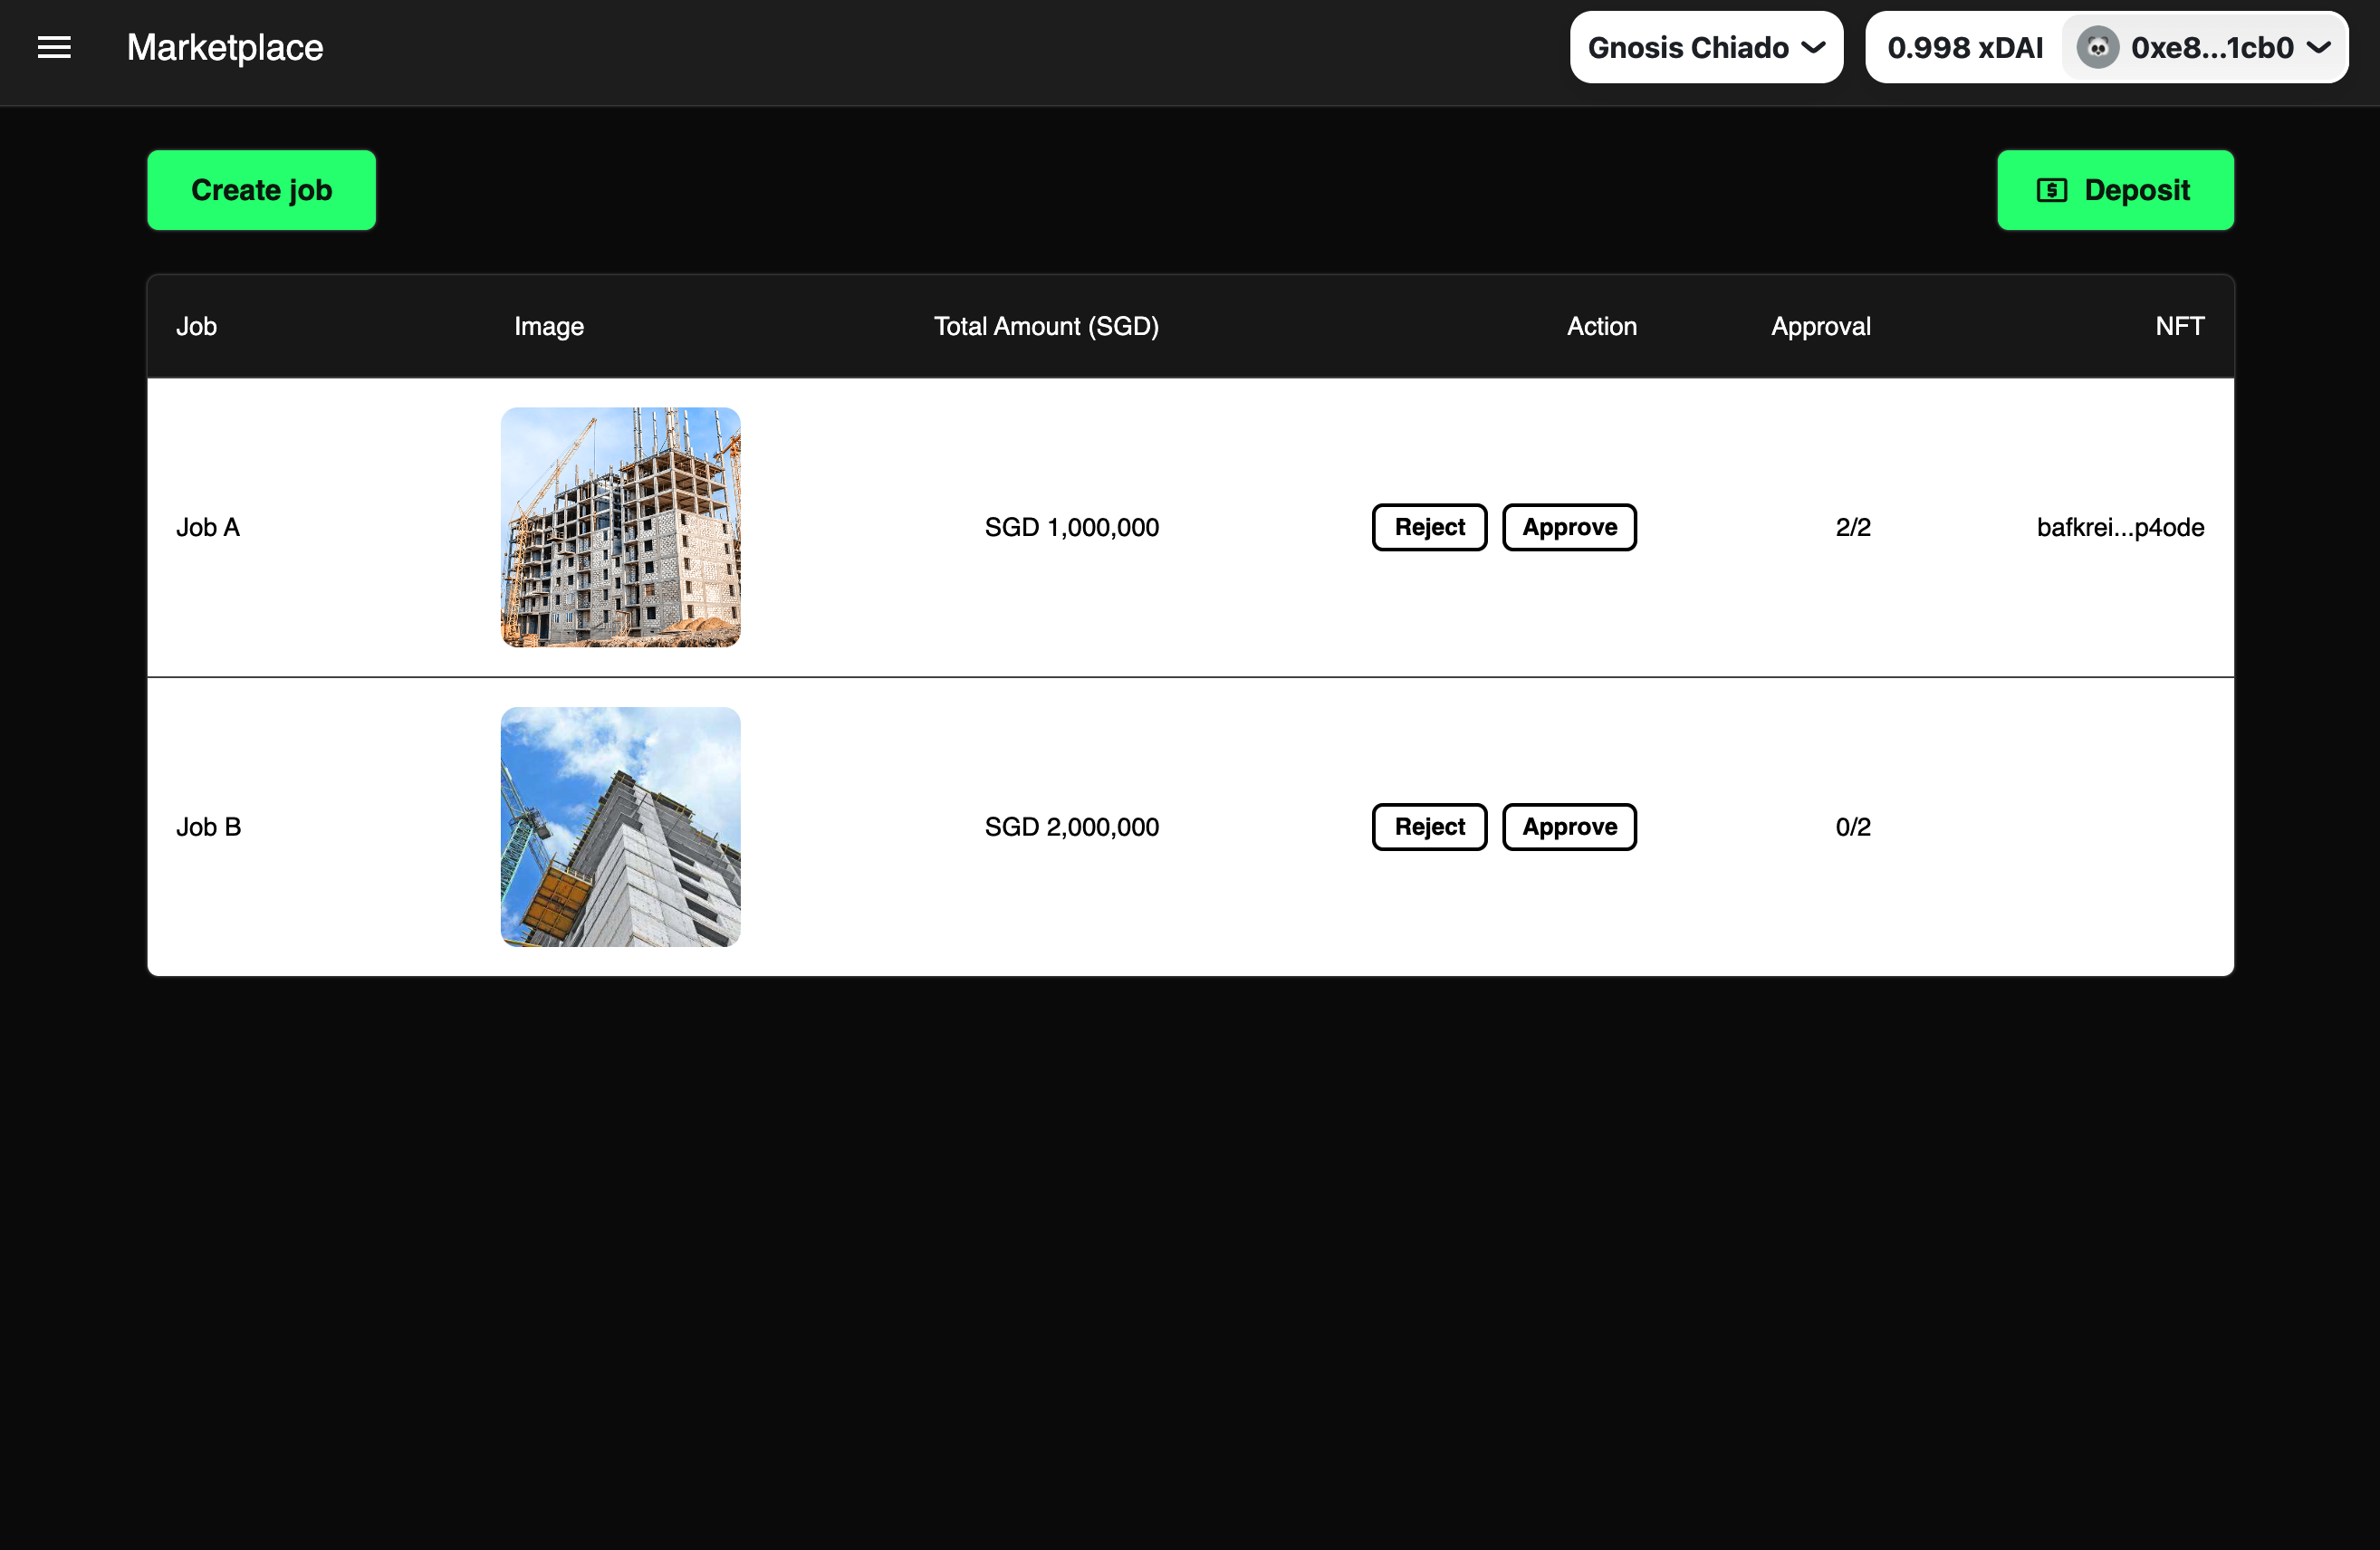 Marketplace
Gnosis Chiado
0.998 xDAI
0xe8...1cb0
Create job
Deposit
Job Image Total Amount (SGD) Action Approval NFT
Job A SGD 1,000,000 Reject Approve 2/2 bafkrei...p4ode
Job B SGD 2,000,000 Reject Approve 0/2